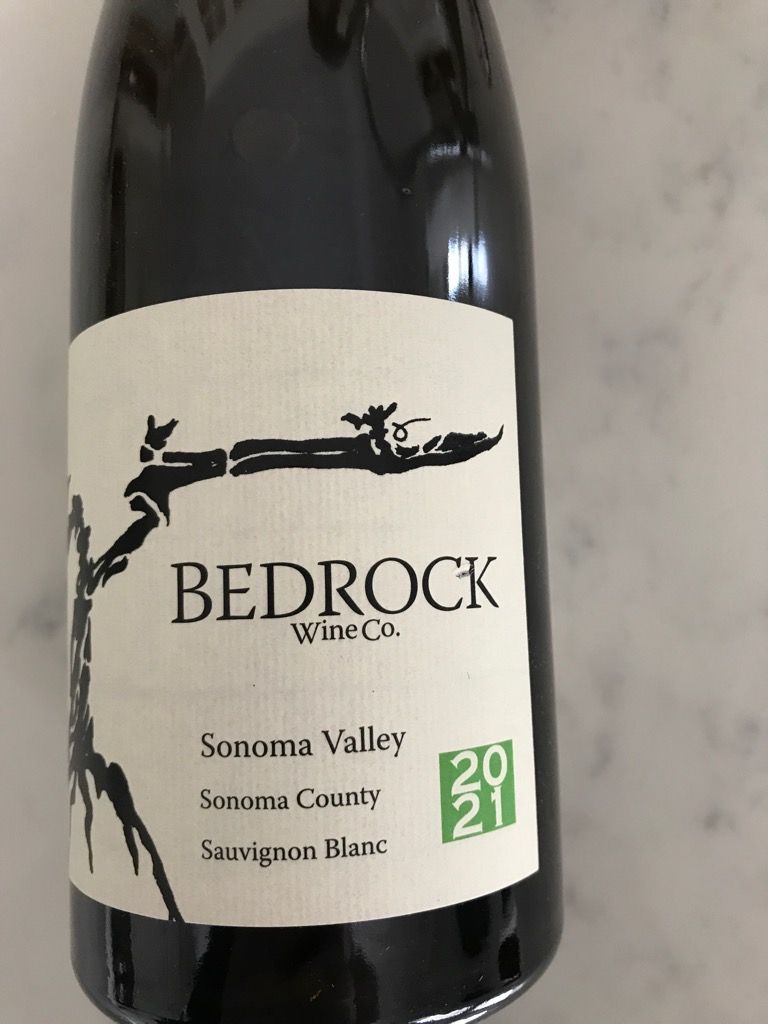 BEDROCK
Wine Co.
Sonoma Valley
Sonoma County
Sauvignon Blanc
20
21